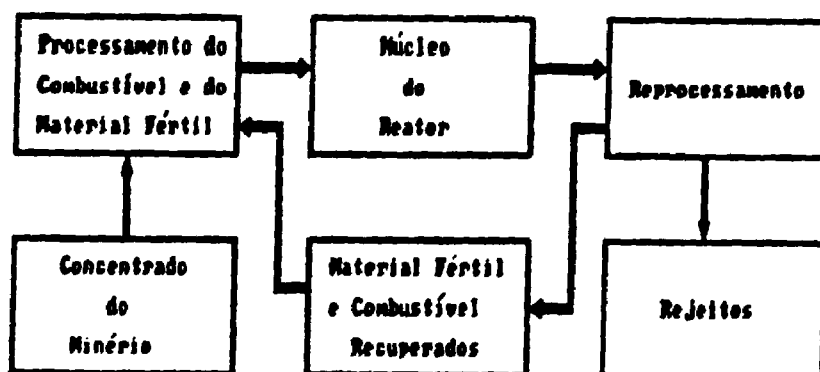 Processamento do
Combustível e do
Material Fértil
Núcleo
do
Reator
Reprocessamento
Concentrado
do
Minério
Material Fértil
e Combustível
Recuperados
Rejeitos